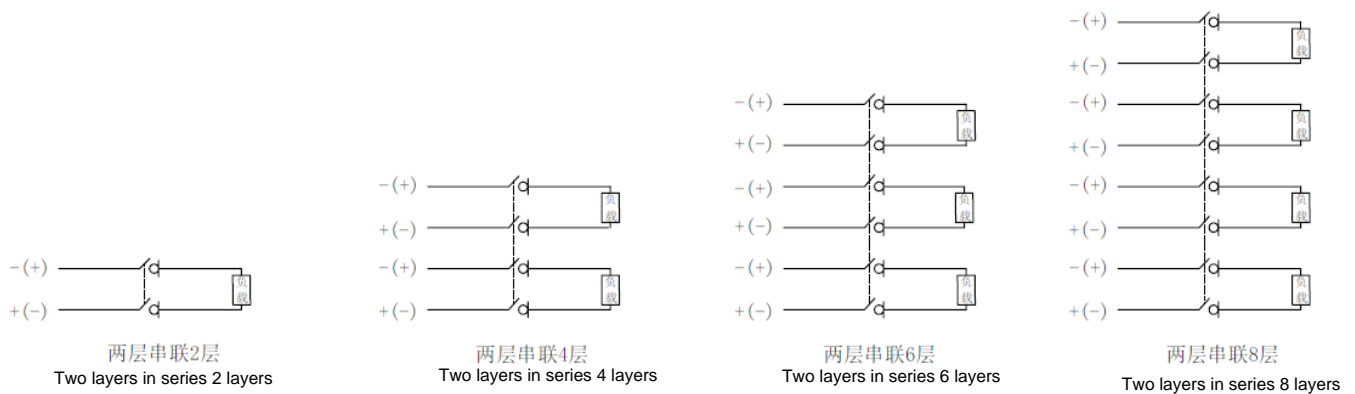 -(+)
负载
+(-)
两层串联2层
Two layers in series 2 layers
-(+)
负载
+(-)
-(+)
负载
+(-)
两层串联4层
Two layers in series 4 layers
-(+)
负载
+(-)
-(+)
负载
+(-)
-(+)
负载
+(-)
两层串联6层
Two layers in series 6 layers
-(+)
负载
+(-)
-(+)
负载
+(-)
-(+)
负载
+(-)
-(+)
负载
+(-)
两层串联8层
Two layers in series 8 layers